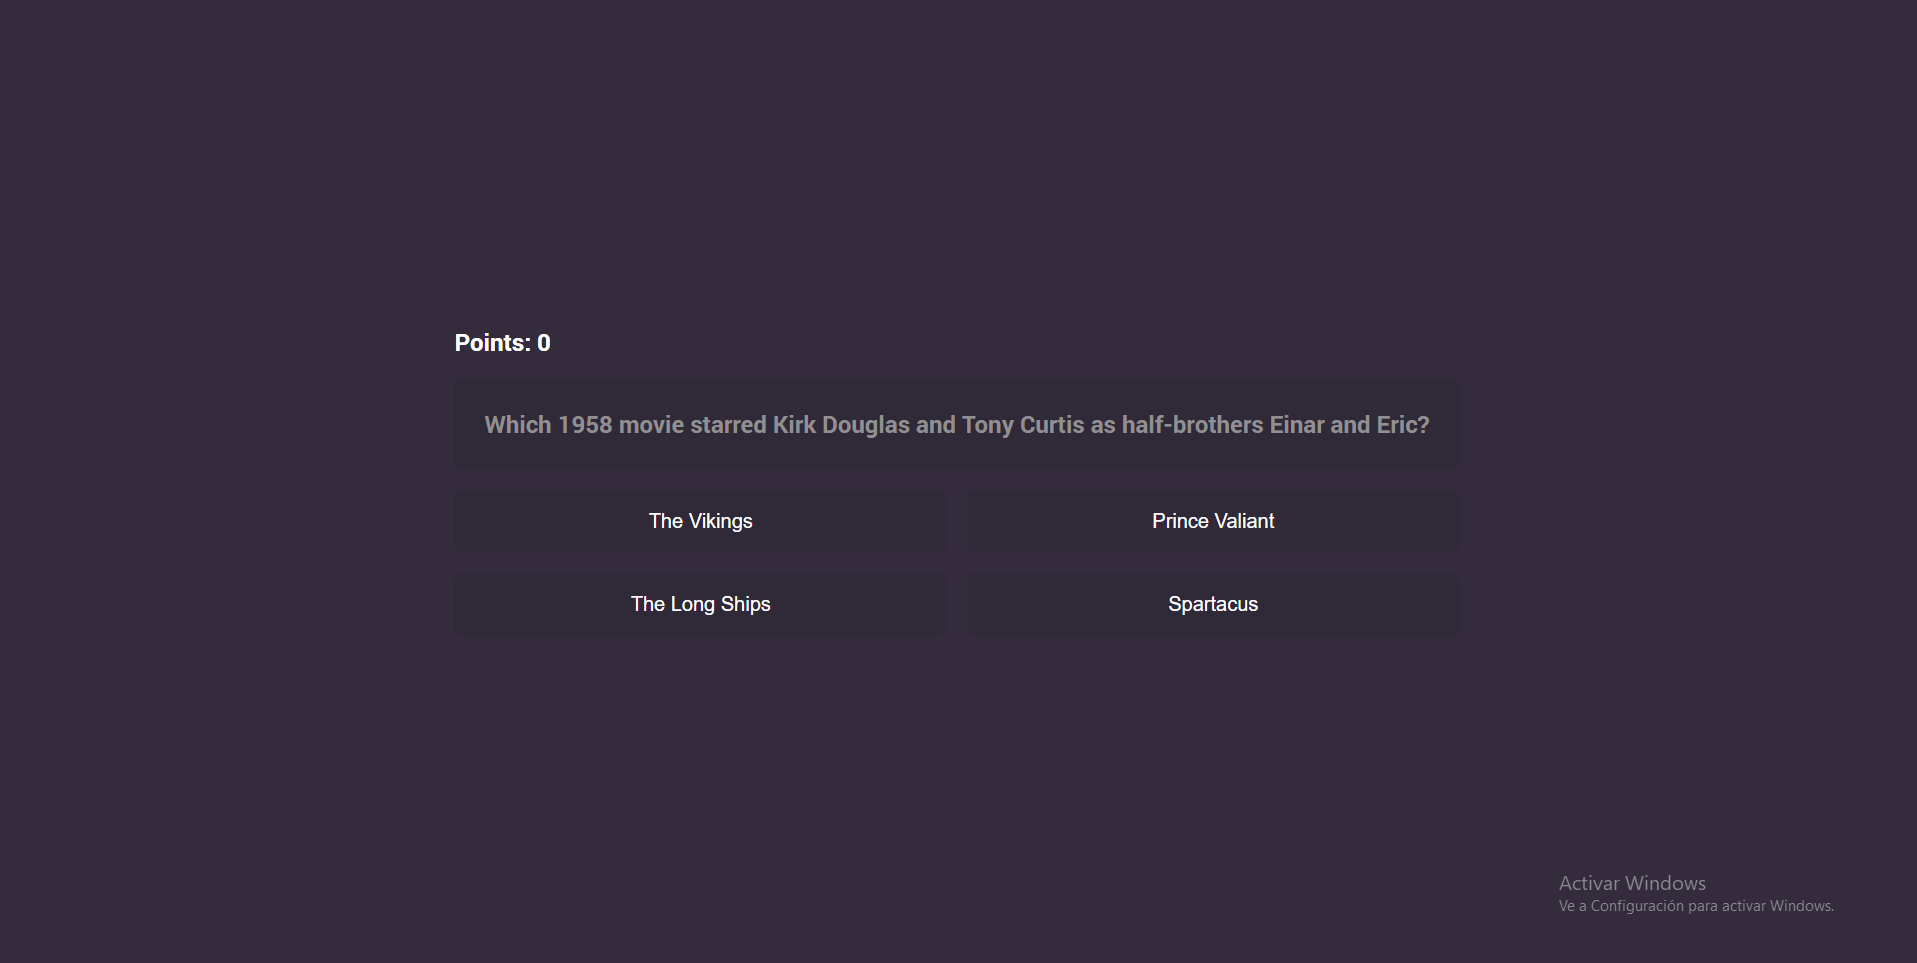 Points: 0
Which 1958 movie starred Kirk Douglas and Tony Curtis as half-brothers Einar and Eric?
The Vikings
Prince Valiant
The Long Ships
Spartacus
Activar Windows
Ve a Configuración para activar Windows.